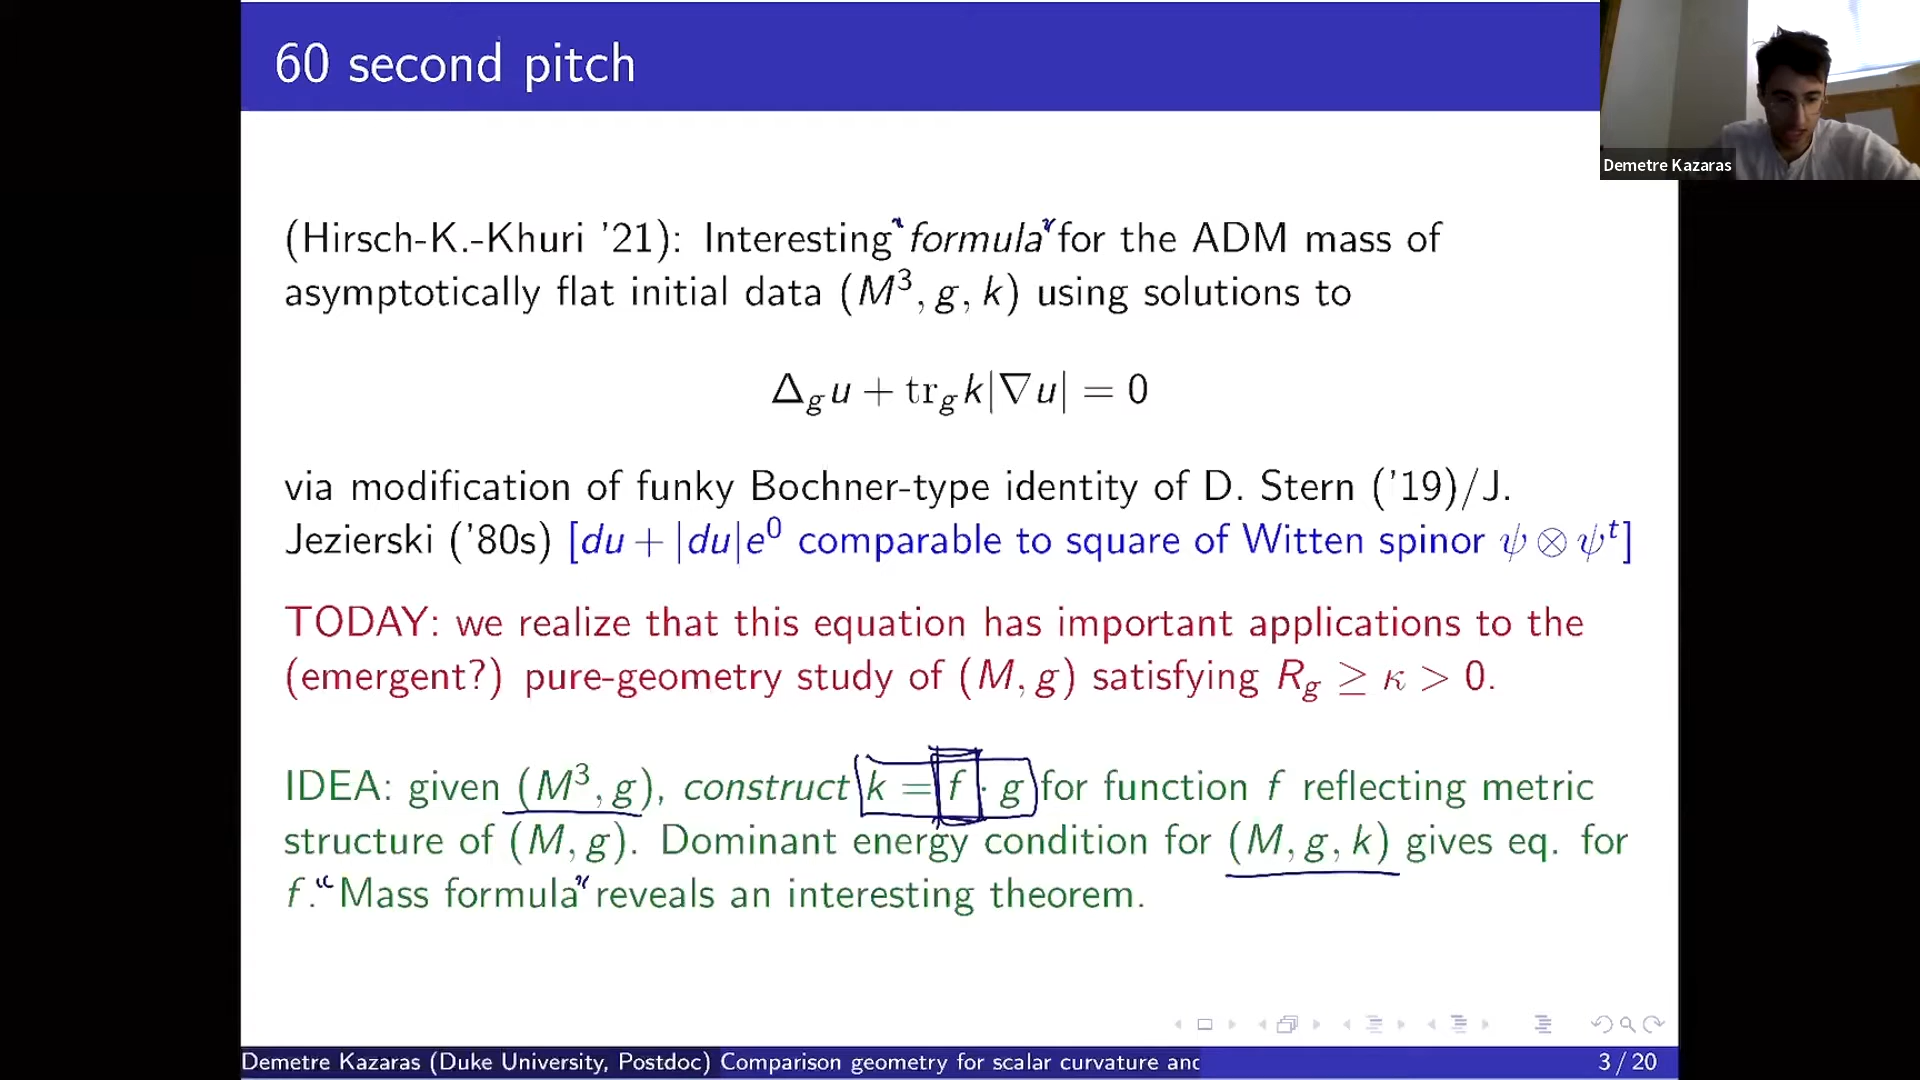 60 second pitch
Demetre Kazaras
(Hirsch-K.-Khuri '21): Interesting "formula" for the ADM mass of
asymptotically flat initial data (M³, g, k) using solutions to
Δ_g u + tr_g k|∇u| = 0
via modification of funky Bochner-type identity of D. Stern ('19)/J.
Jezierski ('80s) [du + |du|e⁰ comparable to square of Witten spinor ψ ⊗ ψᵗ]
TODAY: we realize that this equation has important applications to the
(emergent?) pure-geometry study of (M, g) satisfying R_g ≥ κ > 0.
IDEA: given (M³, g), construct k = f · g for function f reflecting metric
structure of (M, g). Dominant energy condition for (M, g, k) gives eq. for
f. "Mass formula" reveals an interesting theorem.
Demetre Kazaras (Duke University, Postdoc) Comparison geometry for scalar curvature and 3 / 20